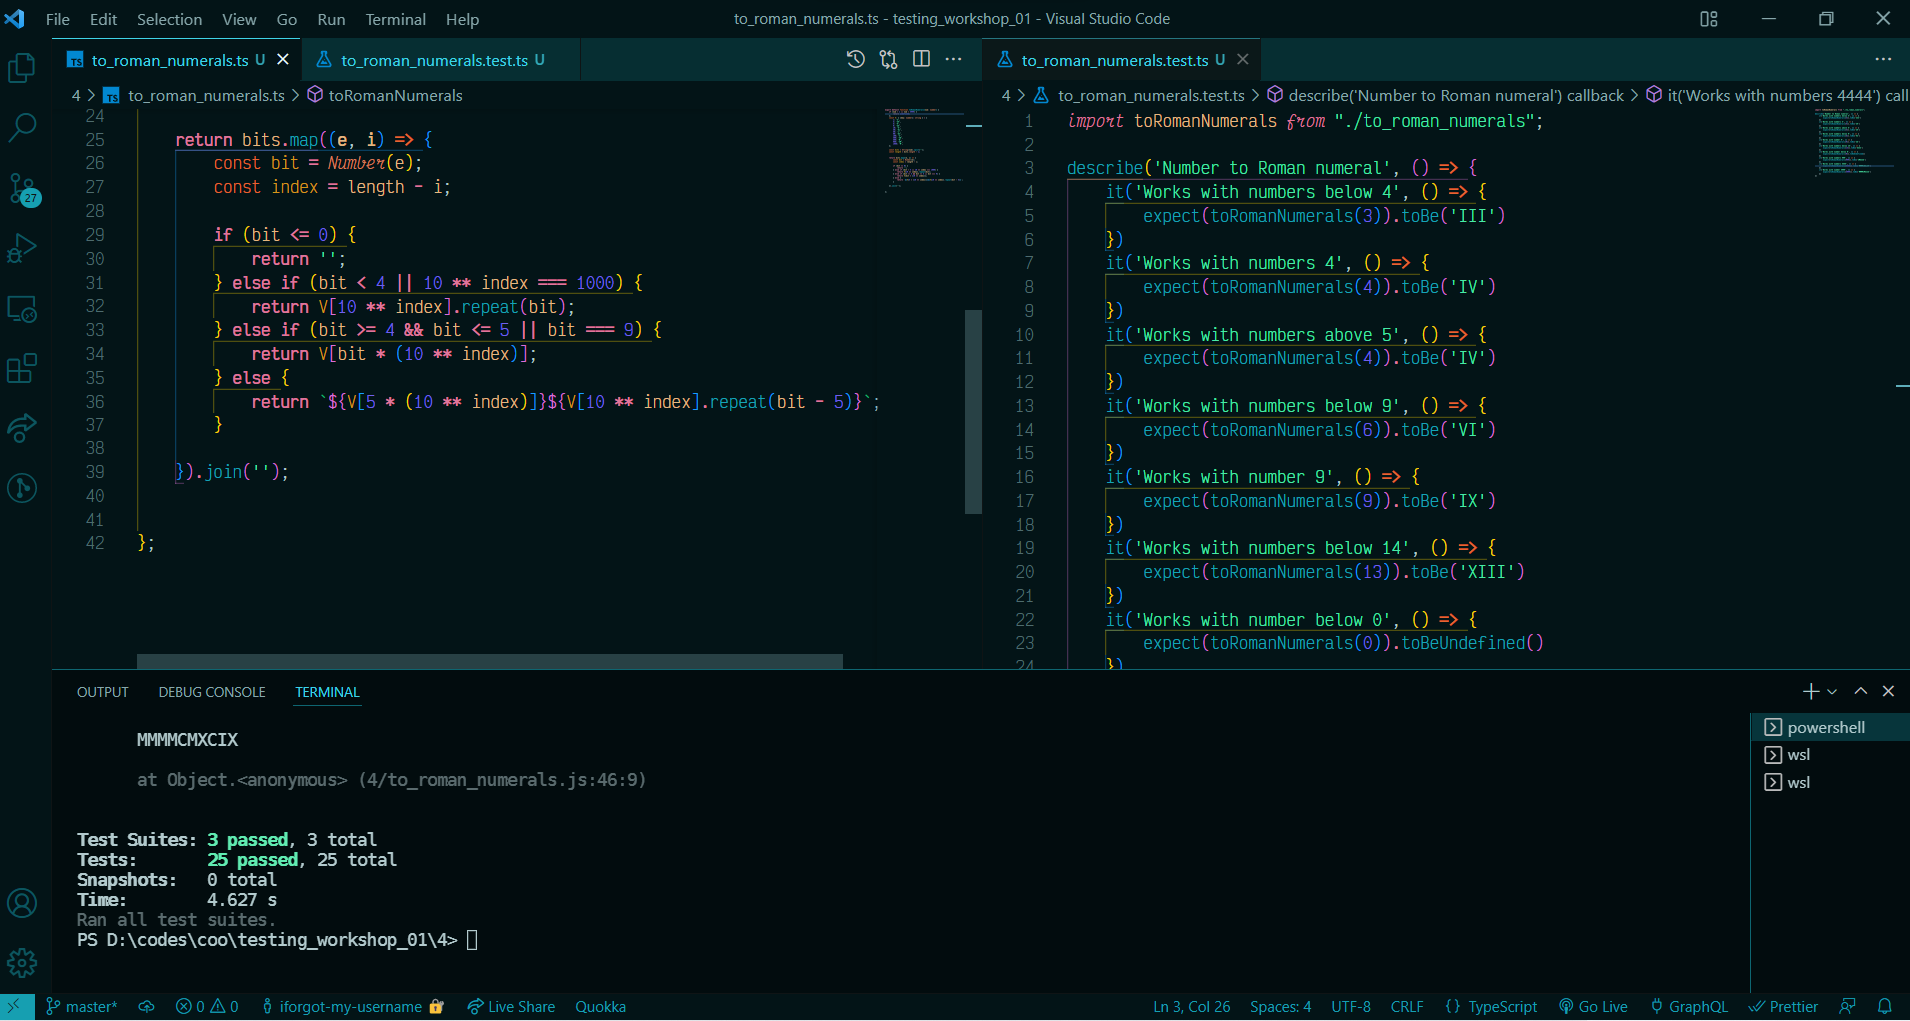 File Edit Selection View Go Run Terminal Help
to_roman_numerals.ts - testing_workshop_01 - Visual Studio Code
TS to_roman_numerals.ts U
to_roman_numerals.test.ts U
4 > TS to_roman_numerals.ts > toRomanNumerals
24
25 return bits.map((e, i) => {
26 const bit = Number(e);
27 const index = length - i;
28
29 if (bit <= 0) {
30 return '';
31 } else if (bit < 4 || 10 ** index === 1000) {
32 return V[10 ** index].repeat(bit);
33 } else if (bit >= 4 && bit <= 5 || bit === 9) {
34 return V[bit * (10 ** index)];
35 } else {
36 return `${V[5 * (10 ** index)]}${V[10 ** index].repeat(bit - 5)}`;
37 }
38
39 }).join('');
40
41
42 };
to_roman_numerals.test.ts U
4 > to_roman_numerals.test.ts > describe('Number to Roman numeral') callback > it('Works with numbers 4444') call
1 import toRomanNumerals from "./to_roman_numerals";
2
3 describe('Number to Roman numeral', () => {
4 it('Works with numbers below 4', () => {
5 expect(toRomanNumerals(3)).toBe('III')
6 })
7 it('Works with numbers 4', () => {
8 expect(toRomanNumerals(4)).toBe('IV')
9 })
10 it('Works with numbers above 5', () => {
11 expect(toRomanNumerals(4)).toBe('IV')
12 })
13 it('Works with numbers below 9', () => {
14 expect(toRomanNumerals(6)).toBe('VI')
15 })
16 it('Works with number 9', () => {
17 expect(toRomanNumerals(9)).toBe('IX')
18 })
19 it('Works with numbers below 14', () => {
20 expect(toRomanNumerals(13)).toBe('XIII')
21 })
22 it('Works with number below 0', () => {
23 expect(toRomanNumerals(0)).toBeUndefined()
24 })
27
OUTPUT DEBUG CONSOLE TERMINAL
MMMMCMXCIX
at Object.<anonymous> (4/to_roman_numerals.js:46:9)
Test Suites: 3 passed, 3 total
Tests: 25 passed, 25 total
Snapshots: 0 total
Time: 4.627 s
Ran all test suites.
PS D:\codes\coo\testing_workshop_01\4>
powershell
wsl
wsl
master* 0 0 iforgot-my-username Live Share Quokka Ln 3, Col 26 Spaces: 4 UTF-8 CRLF {} TypeScript Go Live GraphQL Prettier